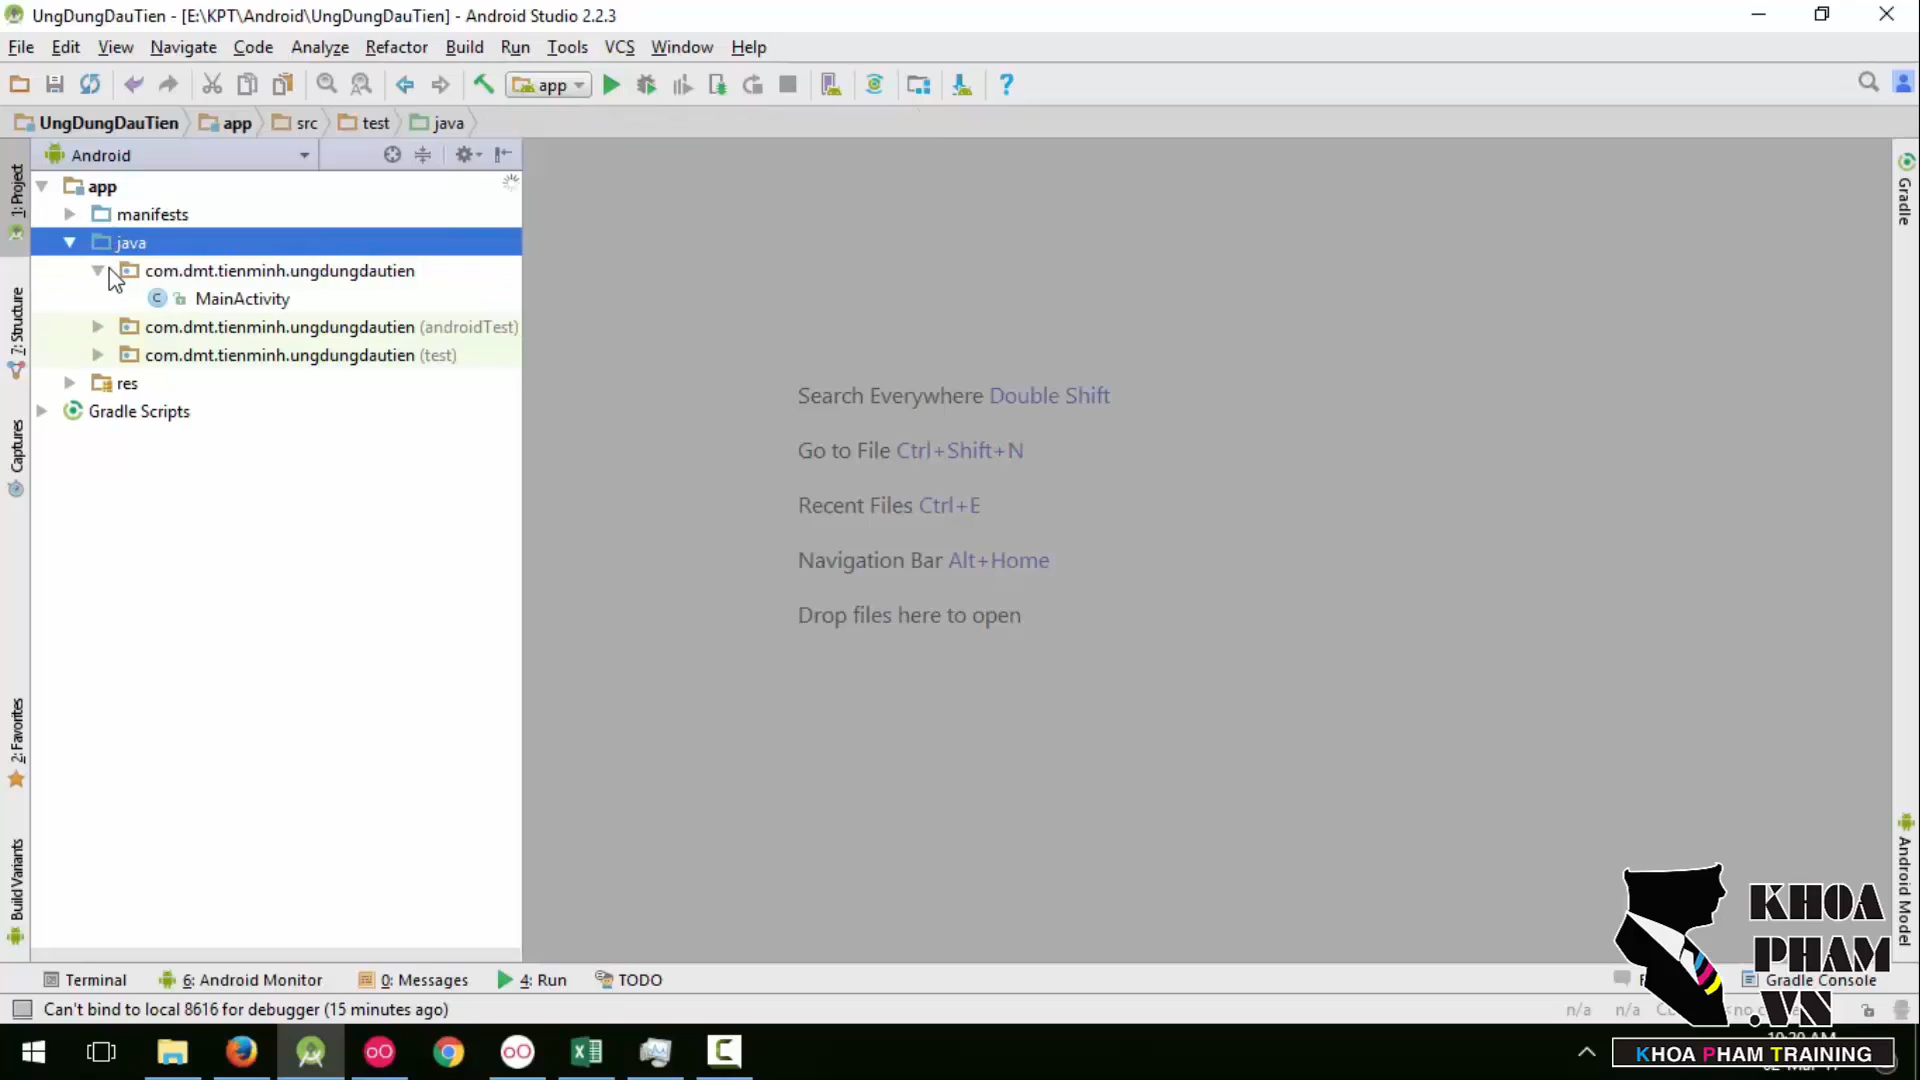 UngDungDauTien - [E:\KPT\Android\UngDungDauTien] - Android Studio 2.2.3
File Edit View Navigate Code Analyze Refactor Build Run Tools VCS Window Help
app
UngDungDauTien app src test java
Android
1: Project
7: Structure
Captures
2: Favorites
Build Variants
app
manifests
java
com.dmt.tienminh.ungdungdautien
MainActivity
com.dmt.tienminh.ungdungdautien (androidTest)
com.dmt.tienminh.ungdungdautien (test)
res
Gradle Scripts
Search Everywhere Double Shift
Go to File Ctrl+Shift+N
Recent Files Ctrl+E
Navigation Bar Alt+Home
Drop files here to open
Gradle
Android Model
KHOA
PHAM
.VN
Terminal 6: Android Monitor 0: Messages 4: Run TODO Gradle Console
Can't bind to local 8616 for debugger (15 minutes ago) n/a n/a
KHOA PHAM TRAINING